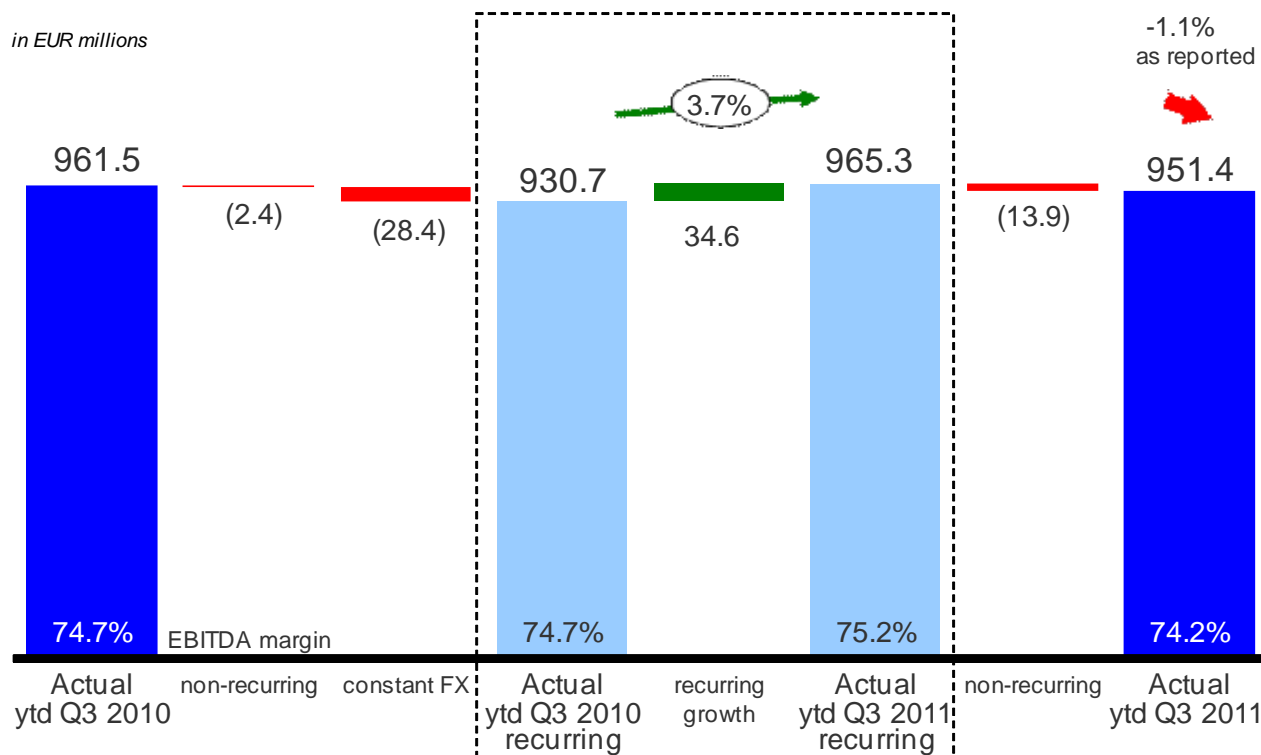 in EUR millions
-1.1%
as reported
3.7%
961.5
(2.4)
(28.4)
930.7
34.6
965.3
(13.9)
951.4
74.7%
EBITDA margin
74.7%
75.2%
74.2%
Actual
ytd Q3 2010
non-recurring
constant FX
Actual
ytd Q3 2010
recurring
recurring
growth
Actual
ytd Q3 2011
recurring
non-recurring
Actual
ytd Q3 2011